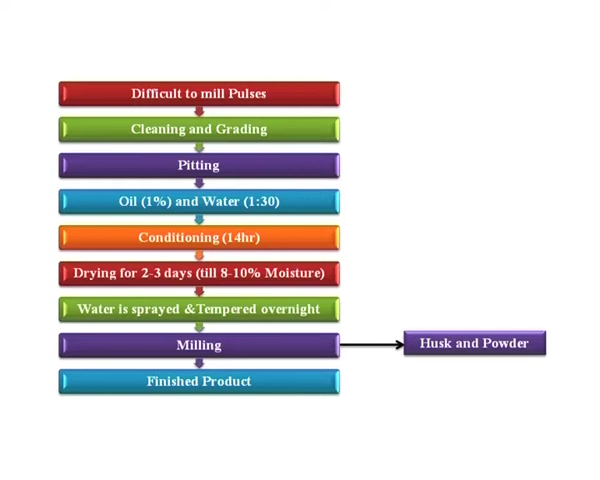 Difficult to mill Pulses
Cleaning and Grading
Pitting
Oil (1%) and Water (1:30)
Conditioning (14hr)
Drying for 2-3 days (till 8-10% Moisture)
Water is sprayed &Tempered overnight
Milling
Husk and Powder
Finished Product